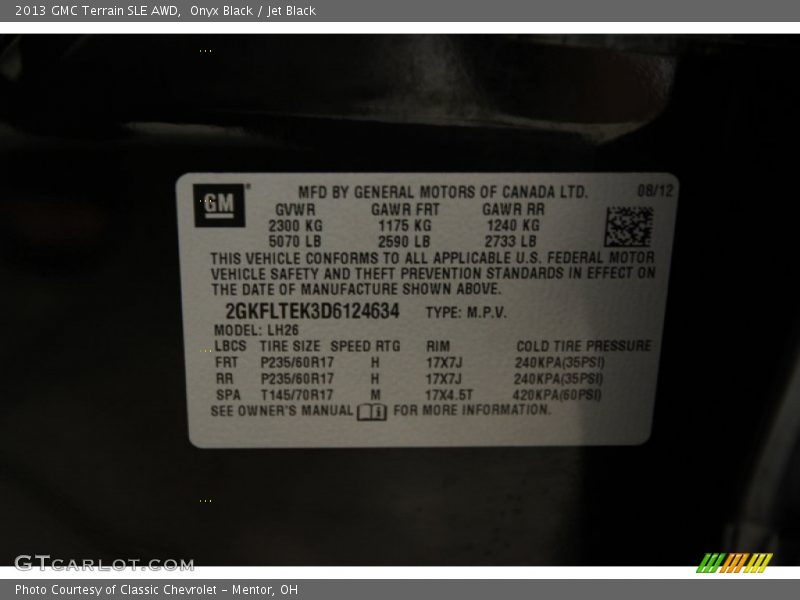 2013 GMC Terrain SLE AWD, Onyx Black / Jet Black
GM
MFD BY GENERAL MOTORS OF CANADA LTD. 08/12
GVWR GAWR FRT GAWR RR
2300 KG 1175 KG 1240 KG
5070 LB 2590 LB 2733 LB
THIS VEHICLE CONFORMS TO ALL APPLICABLE U.S. FEDERAL MOTOR
VEHICLE SAFETY AND THEFT PREVENTION STANDARDS IN EFFECT ON
THE DATE OF MANUFACTURE SHOWN ABOVE.
2GKFLTEK3D6124634 TYPE: M.P.V.
MODEL: LH26
LBCS TIRE SIZE SPEED RTG RIM COLD TIRE PRESSURE
FRT P235/60R17 H 17X7J 240KPA(35PSI)
RR P235/60R17 H 17X7J 240KPA(35PSI)
SPA T145/70R17 M 17X4.5T 420KPA(60PSI)
SEE OWNER'S MANUAL FOR MORE INFORMATION.
GTCARLOT.COM
Photo Courtesy of Classic Chevrolet - Mentor, OH